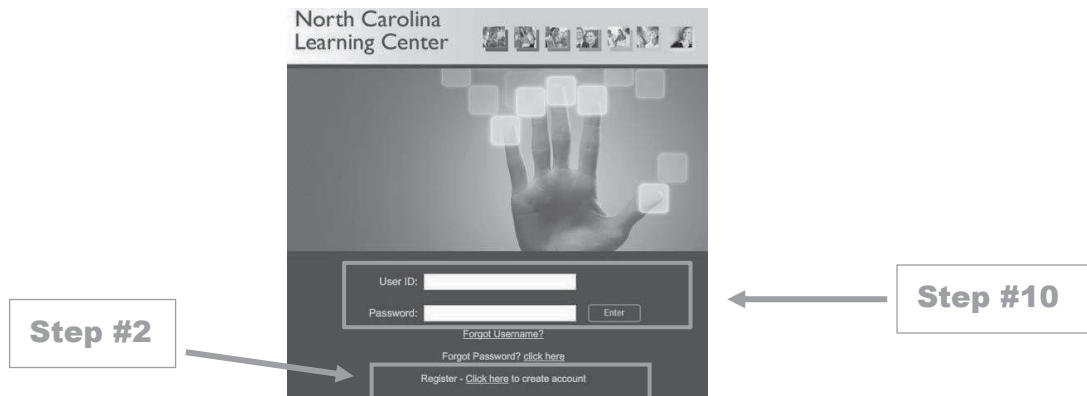 North Carolina
Learning Center
User ID:
Step #10
Password:
Enter
Step #2
Forgot Username?
Forgot Password? click here
Register - Click here to create account